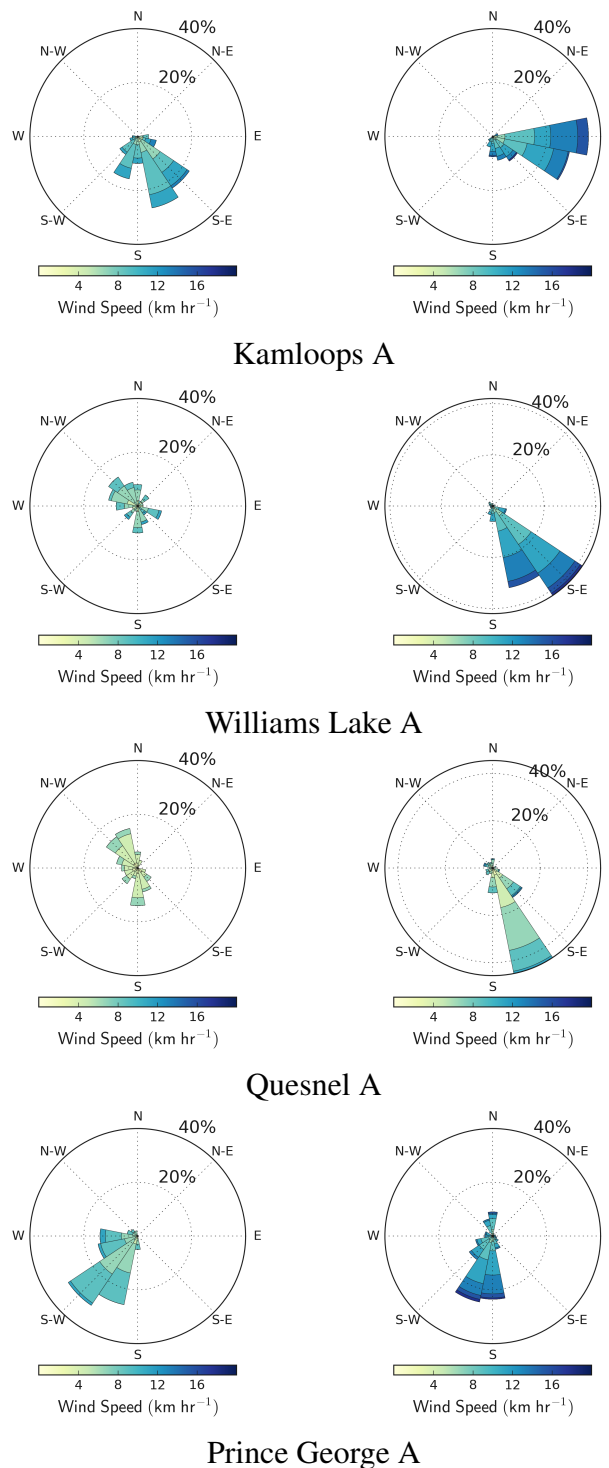 N N
40% 40%
N-W N-E N-W N-E
20% 20%
W E W E
S-W S-E S-W S-E
S S
4 8 12 16 4 8 12 16
Wind Speed (km hr⁻¹) Wind Speed (km hr⁻¹)
Kamloops A
N N
40% 40%
N-W N-E N-W N-E
20% 20%
W E W E
S-W S-E S-W S-E
S S
4 8 12 16 4 8 12 16
Wind Speed (km hr⁻¹) Wind Speed (km hr⁻¹)
Williams Lake A
N N
40% 40%
N-W N-E N-W N-E
20% 20%
W E W E
S-W S-E S-W S-E
S S
4 8 12 16 4 8 12 16
Wind Speed (km hr⁻¹) Wind Speed (km hr⁻¹)
Quesnel A
N N
40% 40%
N-W N-E N-W N-E
20% 20%
W E W E
S-W S-E S-W S-E
S S
4 8 12 16 4 8 12 16
Wind Speed (km hr⁻¹) Wind Speed (km hr⁻¹)
Prince George A